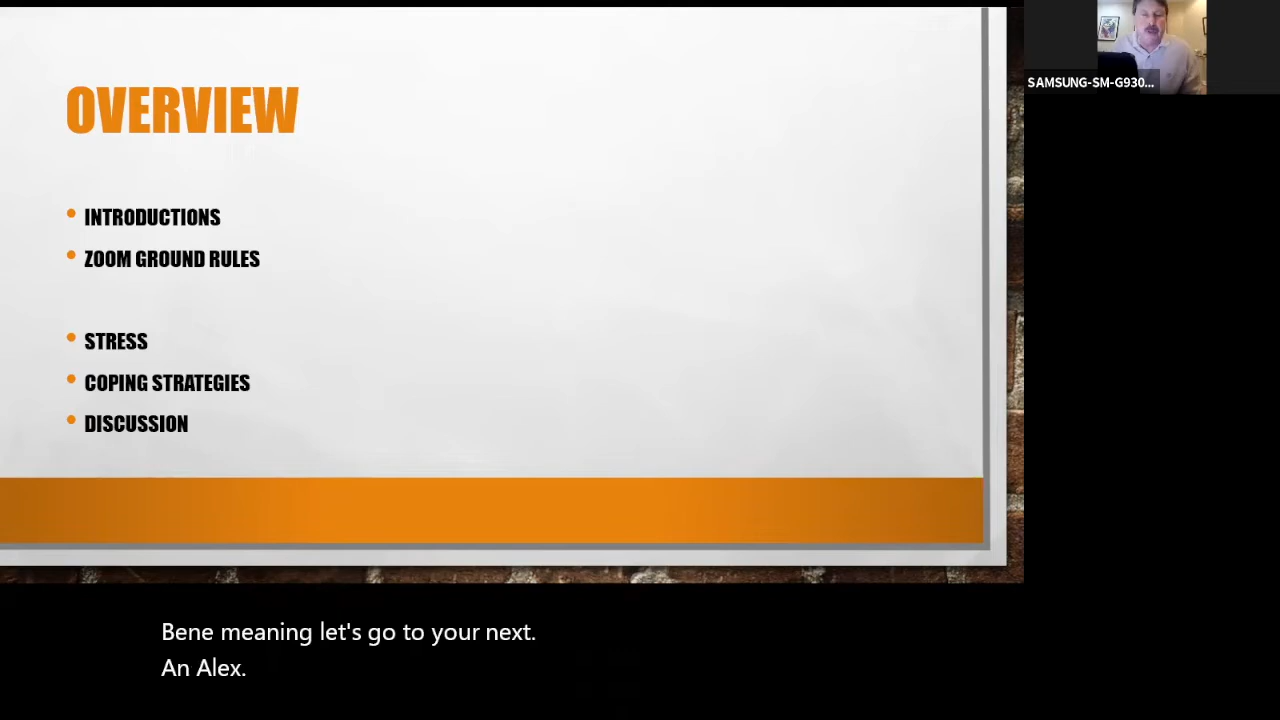 OVERVIEW
INTRODUCTIONS
ZOOM GROUND RULES
STRESS
COPING STRATEGIES
DISCUSSION
SAMSUNG-SM-G930...
Bene meaning let's go to your next.
An Alex.